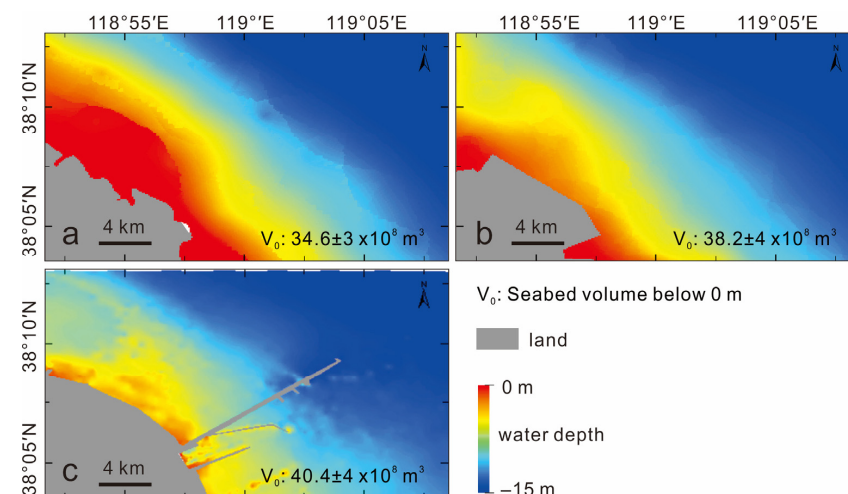 118°55′E 119°E 119°05′E 118°55′E 119°E 119°05′E
38°10′N
38°05′N
N
a
4 km
V₀: 34.6±3 x10⁸ m³
N
b
4 km
V₀: 38.2±4 x10⁸ m³
38°10′N
38°05′N
N
c
4 km
V₀: 40.4±4 x10⁸ m³
V₀: Seabed volume below 0 m
land
0 m
water depth
−15 m